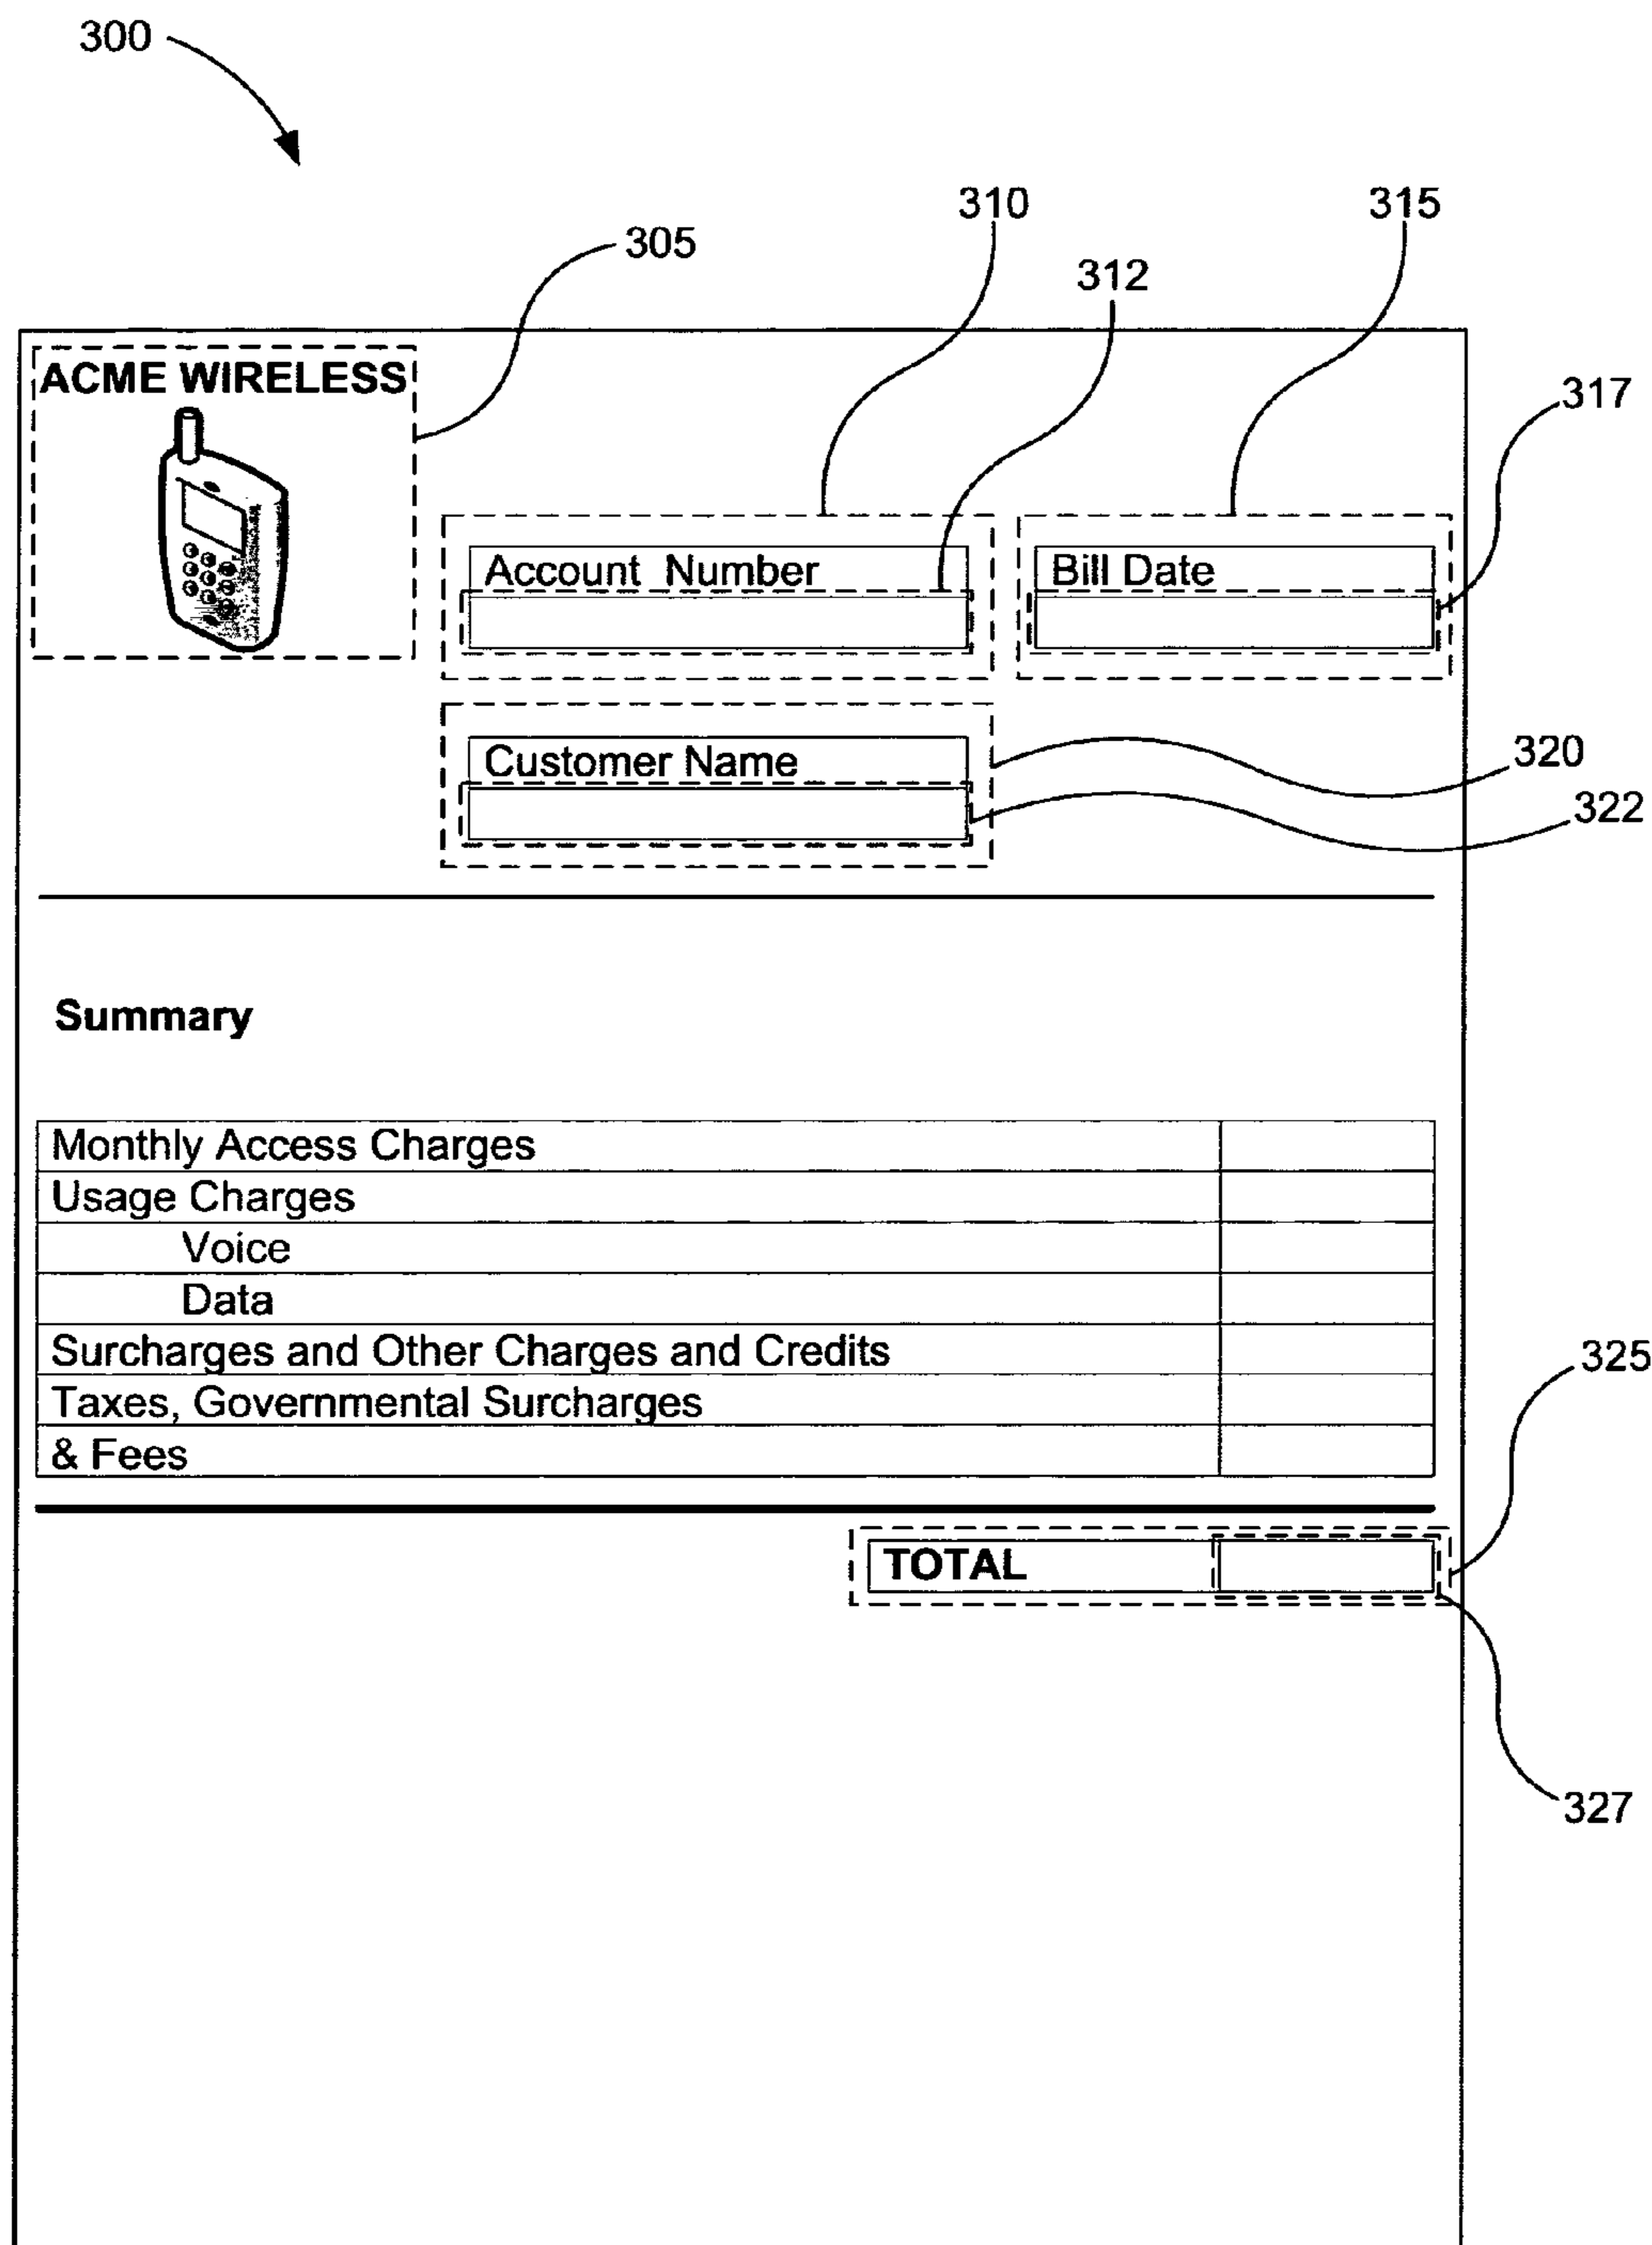 300
310
315
305
312
ACME WIRELESS
317
Account Number
Bill Date
Customer Name
320
322
Summary
Monthly Access Charges
Usage Charges
Voice
Data
Surcharges and Other Charges and Credits
325
Taxes, Governmental Surcharges
& Fees
TOTAL
327